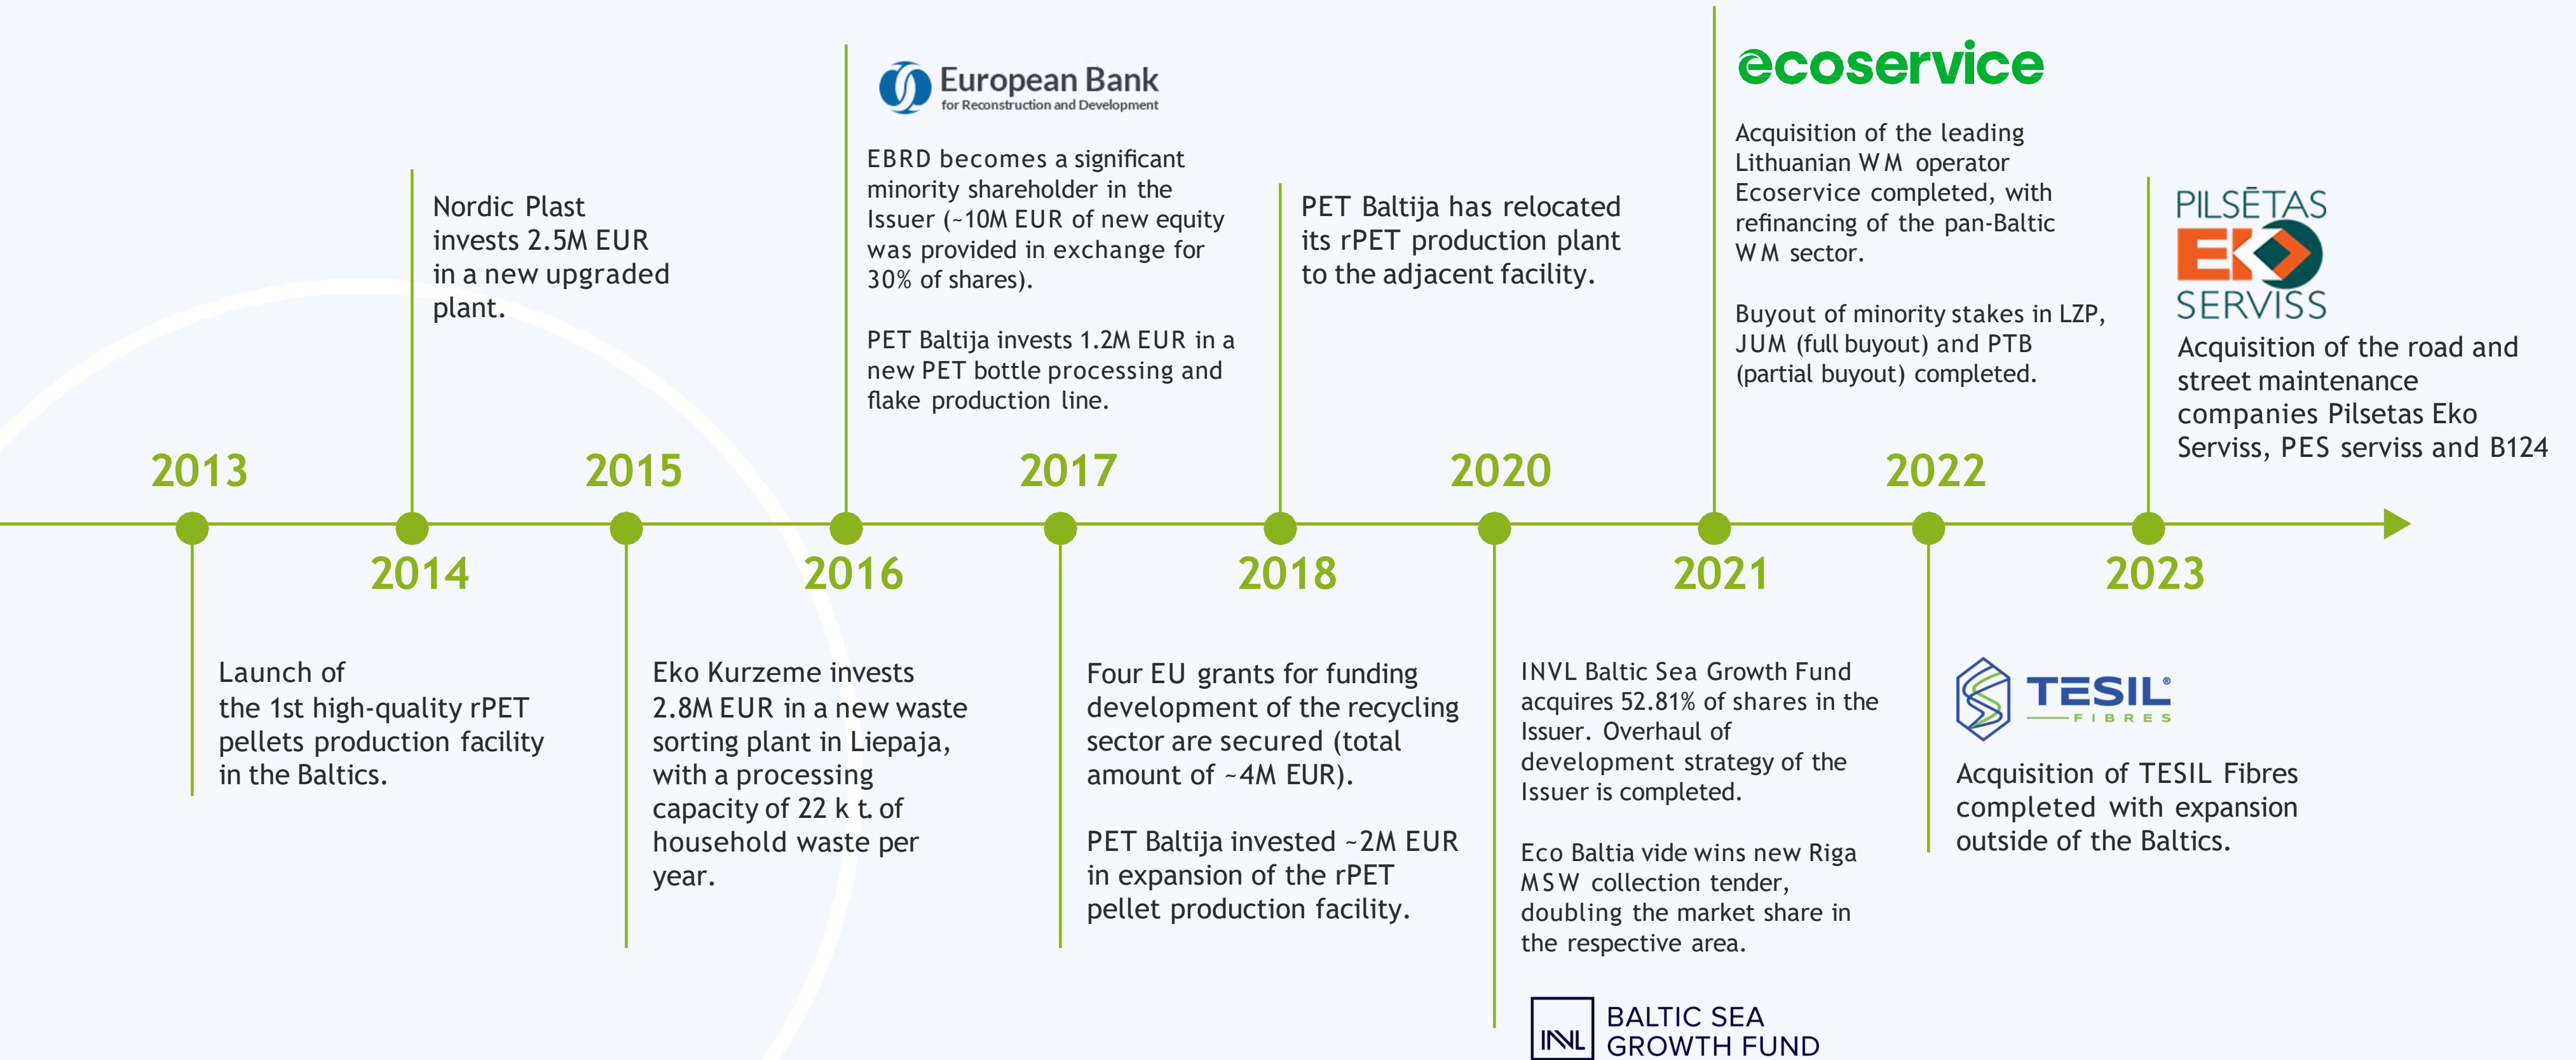 2013
Launch of
the 1st high-quality rPET
pellets production facility
in the Baltics.
Nordic Plast
invests 2.5M EUR
in a new upgraded
plant.
2014
2015
Eko Kurzeme invests
2.8M EUR in a new waste
sorting plant in Liepaja,
with a processing
capacity of 22 k t. of
household waste per
year.
European Bank
for Reconstruction and Development
EBRD becomes a significant
minority shareholder in the
Issuer (~10M EUR of new equity
was provided in exchange for
30% of shares).
PET Baltija invests 1.2M EUR in a
new PET bottle processing and
flake production line.
2016
2017
Four EU grants for funding
development of the recycling
sector are secured (total
amount of ~4M EUR).
PET Baltija invested ~2M EUR
in expansion of the rPET
pellet production facility.
PET Baltija has relocated
its rPET production plant
to the adjacent facility.
2018
2020
INVL Baltic Sea Growth Fund
acquires 52.81% of shares in the
Issuer. Overhaul of
development strategy of the
Issuer is completed.
Eco Baltia vide wins new Riga
MSW collection tender,
doubling the market share in
the respective area.
INVL
BALTIC SEA
GROWTH FUND
ecoservice
Acquisition of the leading
Lithuanian WM operator
Ecoservice completed, with
refinancing of the pan-Baltic
WM sector.
Buyout of minority stakes in LZP,
JUM (full buyout) and PTB
(partial buyout) completed.
2021
2022
TESIL®
FIBRES
Acquisition of TESIL Fibres
completed with expansion
outside of the Baltics.
PILSĒTAS
EKO
SERVISS
Acquisition of the road and
street maintenance
companies Pilsetas Eko
Serviss, PES serviss and B124
2023